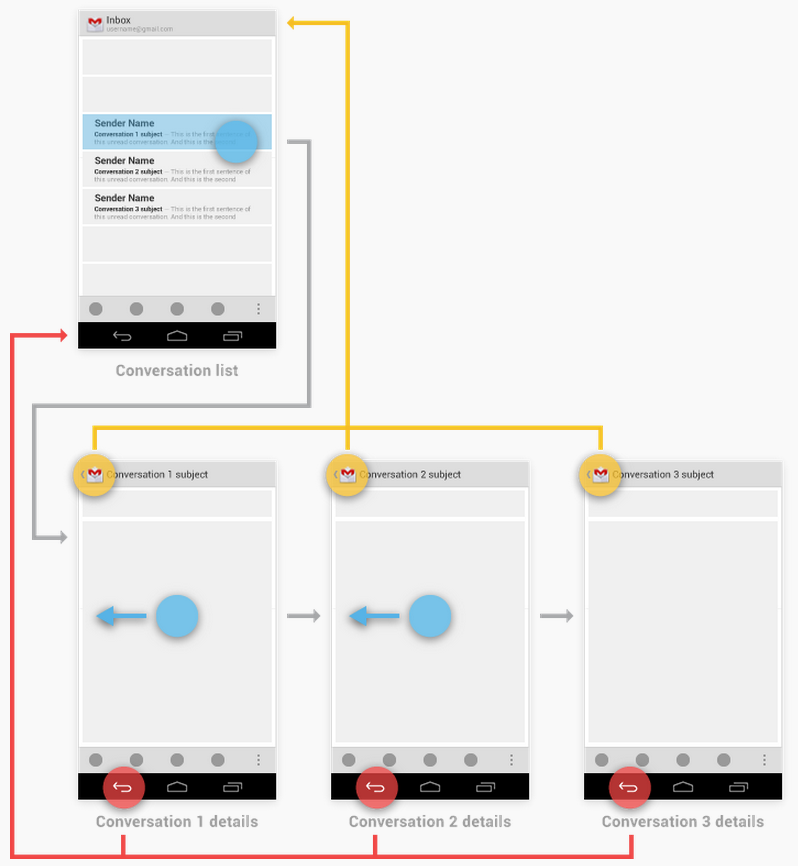 Inbox
username@gmail.com
Sender Name
Conversation 1 subject – This is the first sentence of
this unread conversation. And this is the second
Sender Name
Conversation 2 subject – This is the first sentence of
this unread conversation. And this is the second
Sender Name
Conversation 3 subject – This is the first sentence of
this unread conversation. And this is the second
Conversation list
Conversation 1 subject
Conversation 2 subject
Conversation 3 subject
Conversation 1 details
Conversation 2 details
Conversation 3 details